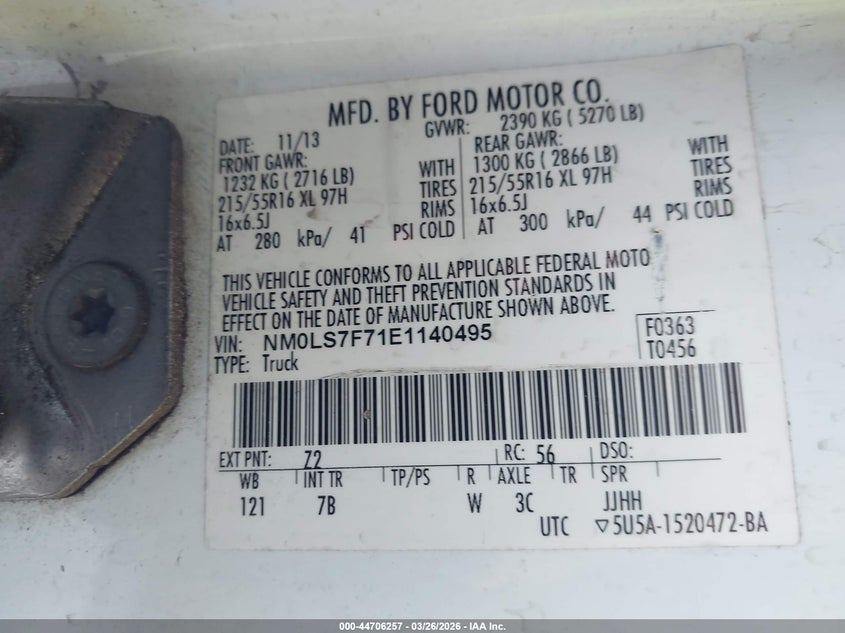 MFD. BY FORD MOTOR CO.
DATE: 11/13 GVWR: 2390 KG ( 5270 LB)
FRONT GAWR: REAR GAWR:
1232 KG ( 2716 LB) WITH 1300 KG ( 2866 LB) WITH
215/55R16 XL 97H TIRES 215/55R16 XL 97H TIRES
16x6.5J RIMS 16x6.5J RIMS
AT 280 kPa/ 41 PSI COLD AT 300 kPa/ 44 PSI COLD
THIS VEHICLE CONFORMS TO ALL APPLICABLE FEDERAL MOTO
VEHICLE SAFETY AND THEFT PREVENTION STANDARDS IN
EFFECT ON THE DATE OF MANUFACTURE SHOWN ABOVE.
VIN: NM0LS7F71E1140495 F0363
TYPE: Truck T0456
EXT PNT: Z2 RC: 56 DSO:
WB INT TR TP/PS R AXLE TR SPR
121 7B W 3C JJHH
UTC ▽5U5A-1520472-BA
000-44706257 - 03/26/2026 - IAA Inc.